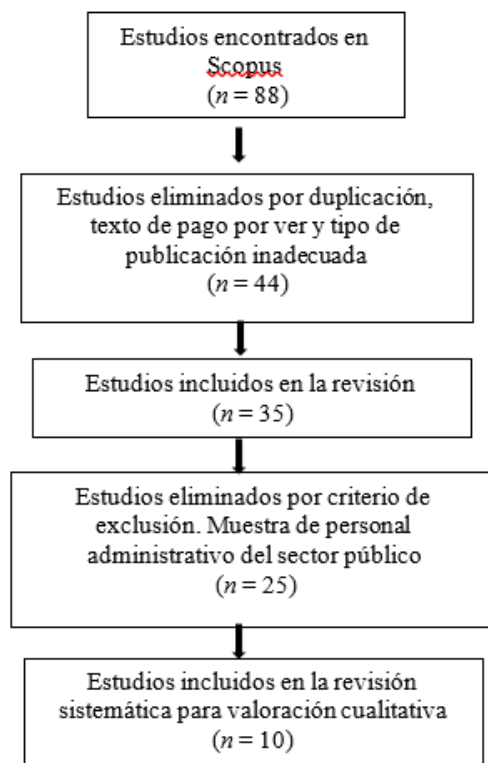 Estudios encontrados en
Scopus
(n = 88)
Estudios eliminados por duplicación,
texto de pago por ver y tipo de
publicación inadecuada
(n = 44)
Estudios incluidos en la revisión
(n = 35)
Estudios eliminados por criterio de
exclusión. Muestra de personal
administrativo del sector público
(n = 25)
Estudios incluidos en la revisión
sistemática para valoración cualitativa
(n = 10)